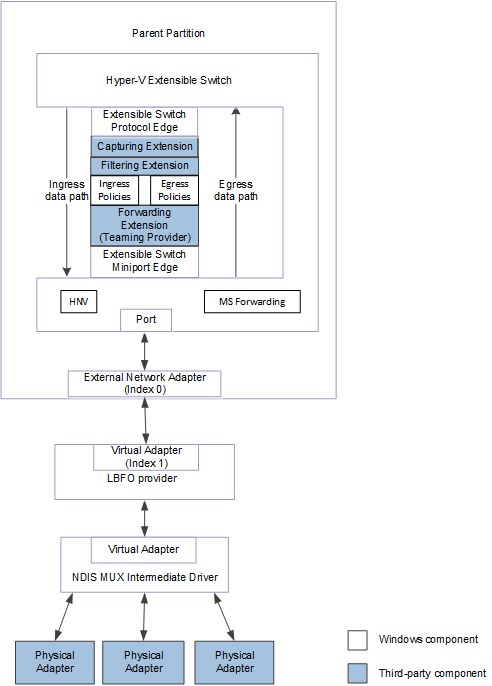 Parent Partition
Hyper-V Extensible Switch
Extensible Switch
Protocol Edge
Capturing Extension
Filtering Extension
Ingress
data path
Ingress
Policies
Egress
Policies
Egress
data path
Forwarding
Extension
(Teaming Provider)
Extensible Switch
Miniport Edge
HNV
MS Forwarding
Port
External Network Adapter
(Index 0)
Virtual Adapter
(Index 1)
LBFO provider
Virtual Adapter
NDIS MUX Intermediate Driver
Physical
Adapter
Physical
Adapter
Physical
Adapter
Windows component
Third-party component